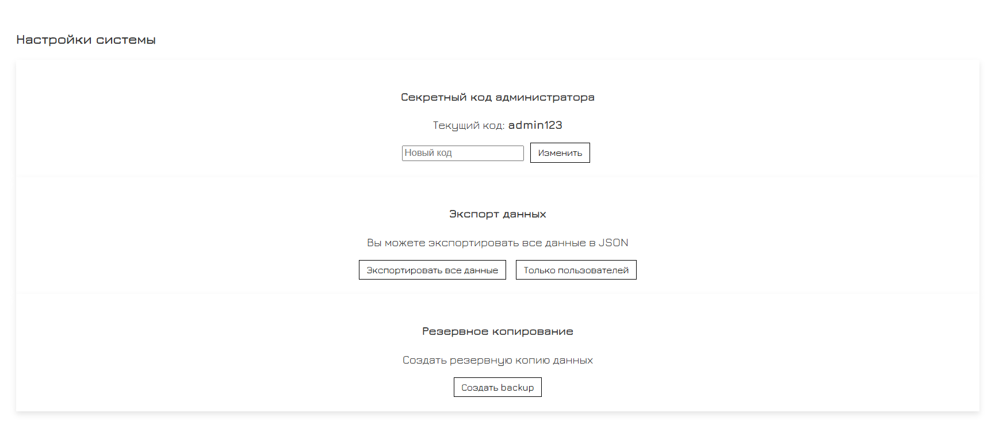 Настройки системы
Секретный код администратора
Текущий код: admin123
Новый код
Изменить
Экспорт данных
Вы можете экспортировать все данные в JSON
Экспортировать все данные
Только пользователей
Резервное копирование
Создать резервную копию данных
Создать backup